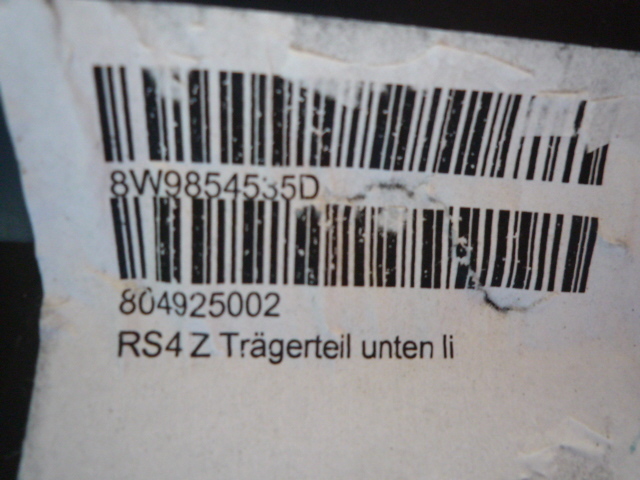 8W9854535D
804925002
RS4 Z Trägerteil unten li